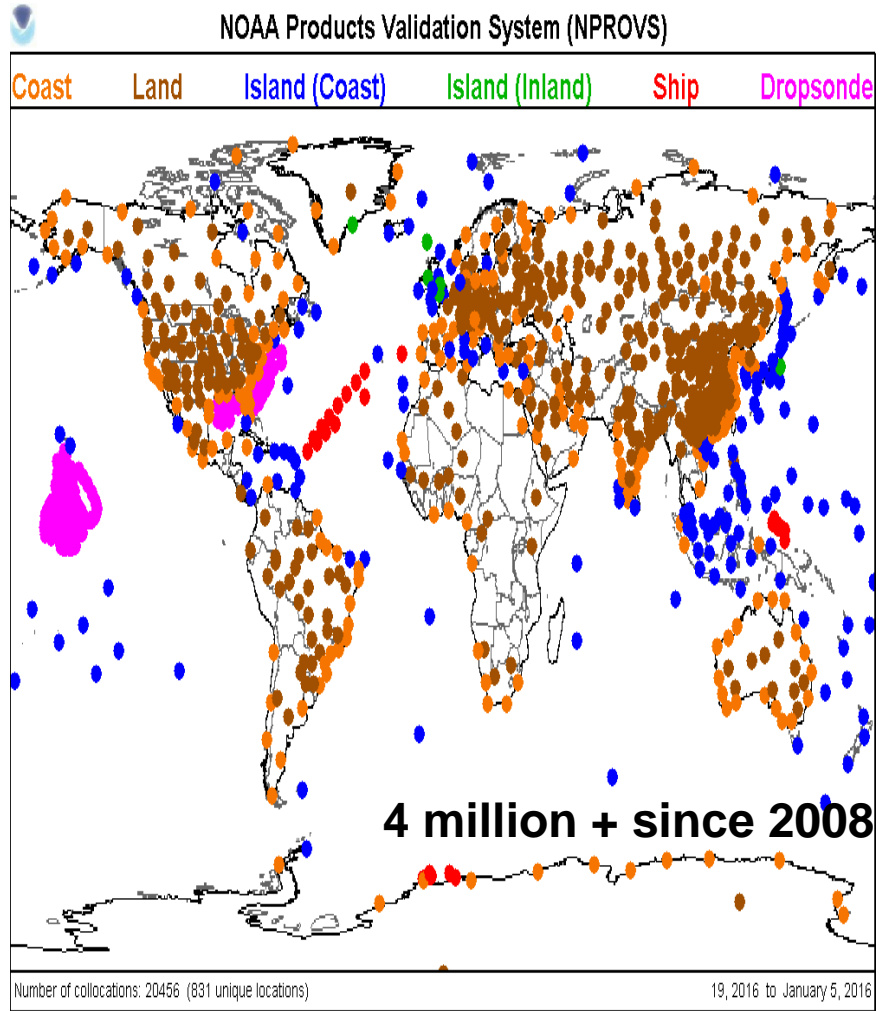 NOAA Products Validation System (NPROVS)
Coast Land Island (Coast) Island (Inland) Ship Dropsonde
4 million + since 2008
Number of collocations: 20456 (831 unique locations) 19, 2016 to January 5, 2016